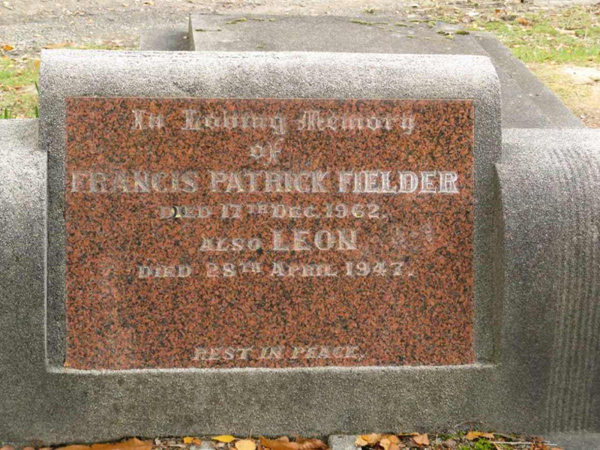 In Loving Memory
of
FRANCIS PATRICK FIELDER
DIED 17TH DEC. 1962.
ALSO LEON
DIED 28TH APRIL 1947.
REST IN PEACE.